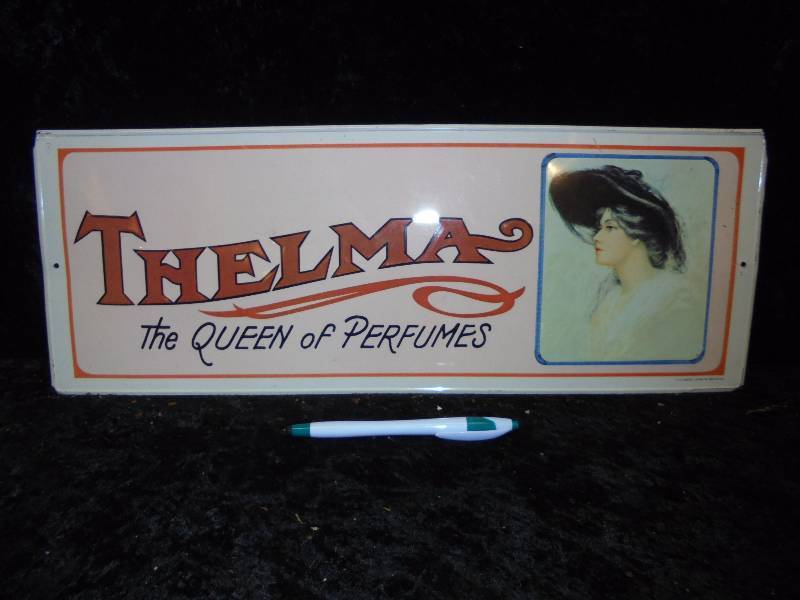 THELMA
The QUEEN of PERFUMES